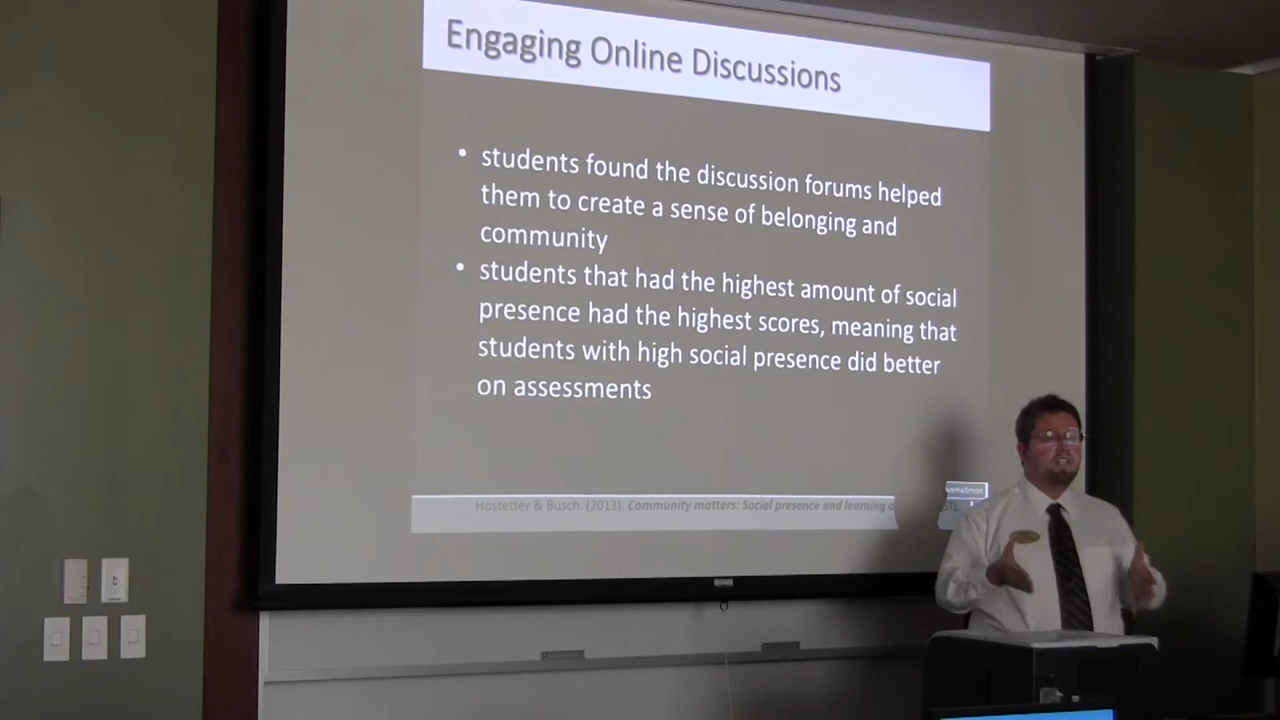 Engaging Online Discussions
• students found the discussion forums helped
them to create a sense of belonging and
community
• students that had the highest amount of social
presence had the highest scores, meaning that
students with high social presence did better
on assessments
Hostetter & Busch. (2013). Community matters: Social presence and learning